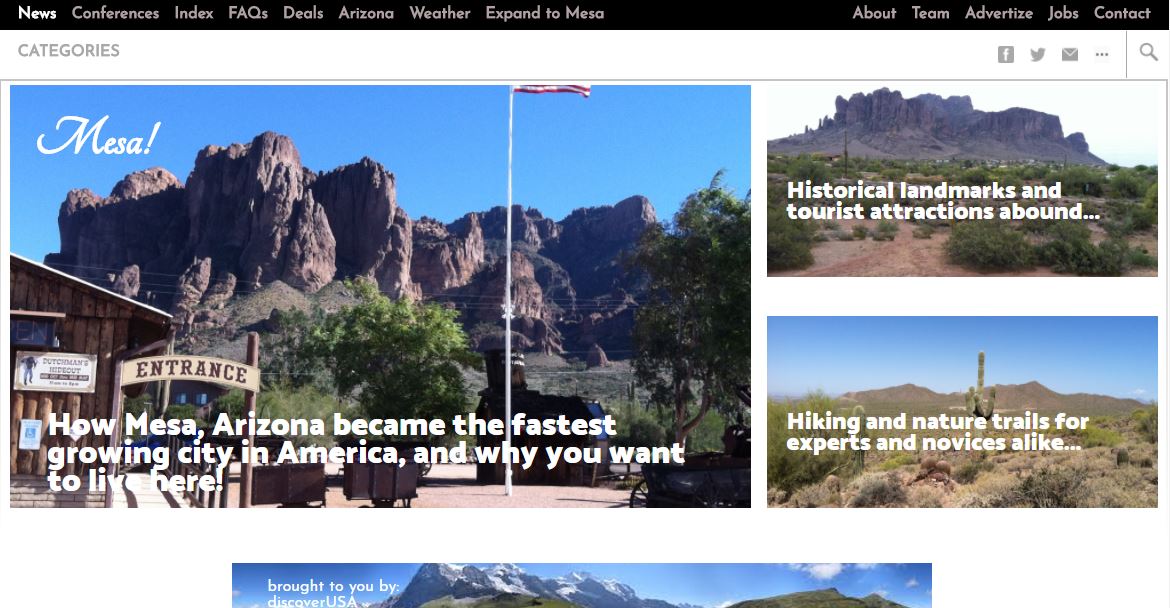 News Conferences Index FAQs Deals Arizona Weather Expand to Mesa About Team Advertize Jobs Contact
CATEGORIES
Mesa!
DUTCHMAN'S
HIDEOUT
ENTRANCE
How Mesa, Arizona became the fastest
growing city in America, and why you want
to live here!
Historical landmarks and
tourist attractions abound...
Hiking and nature trails for
experts and novices alike...
brought to you by:
discoverUSA